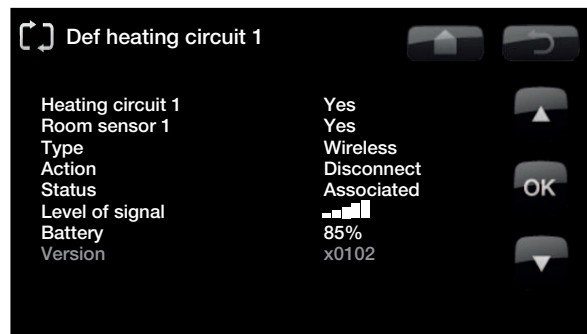 Def heating circuit 1
Heating circuit 1 Yes
Room sensor 1 Yes
Type Wireless
Action Disconnect
Status Associated
Level of signal
Battery 85%
Version x0102
OK